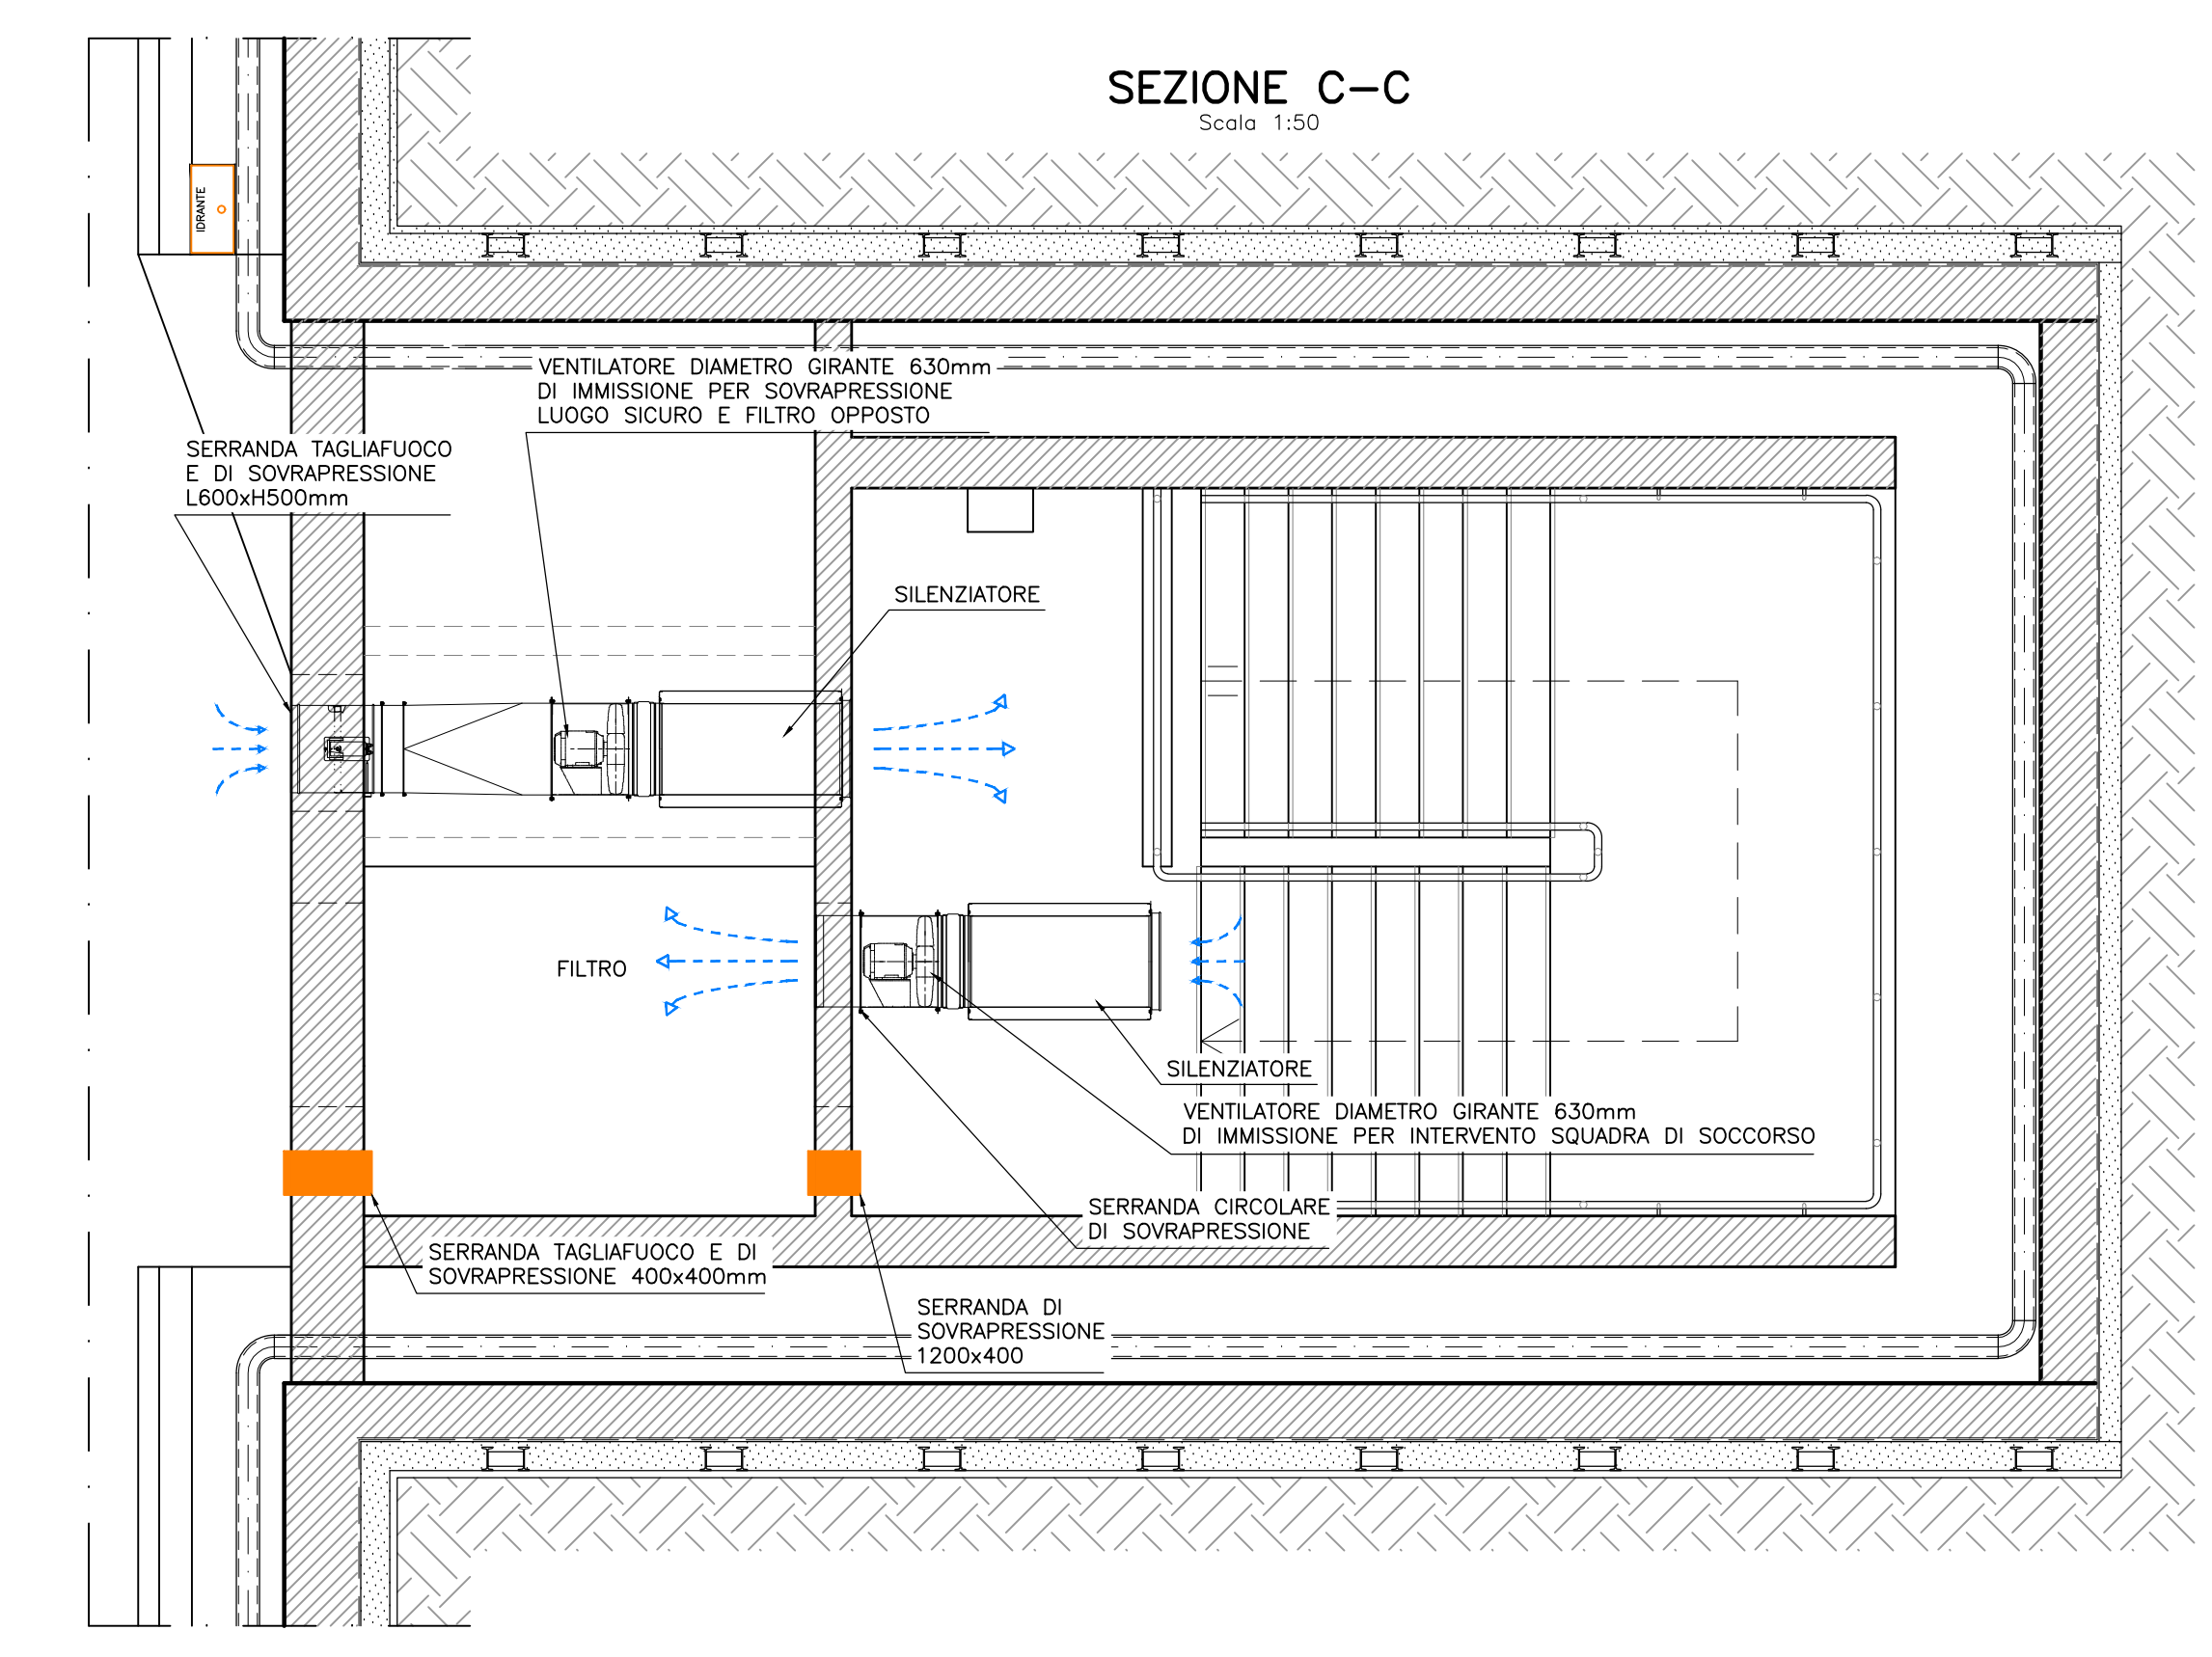 SEZIONE C-C
Scala 1:50
IDRANTE
VENTILATORE DIAMETRO GIRANTE 630mm
DI IMMISSIONE PER SOVRAPRESSIONE
LUOGO SICURO E FILTRO OPPOSTO
SERRANDA TAGLIAFUOCO
E DI SOVRAPRESSIONE
L600xH500mm
SILENZIATORE
FILTRO
SILENZIATORE
VENTILATORE DIAMETRO GIRANTE 630mm
DI IMMISSIONE PER INTERVENTO SQUADRA DI SOCCORSO
SERRANDA CIRCOLARE
DI SOVRAPRESSIONE
SERRANDA TAGLIAFUOCO E DI
SOVRAPRESSIONE 400x400mm
SERRANDA DI
SOVRAPRESSIONE
1200x400